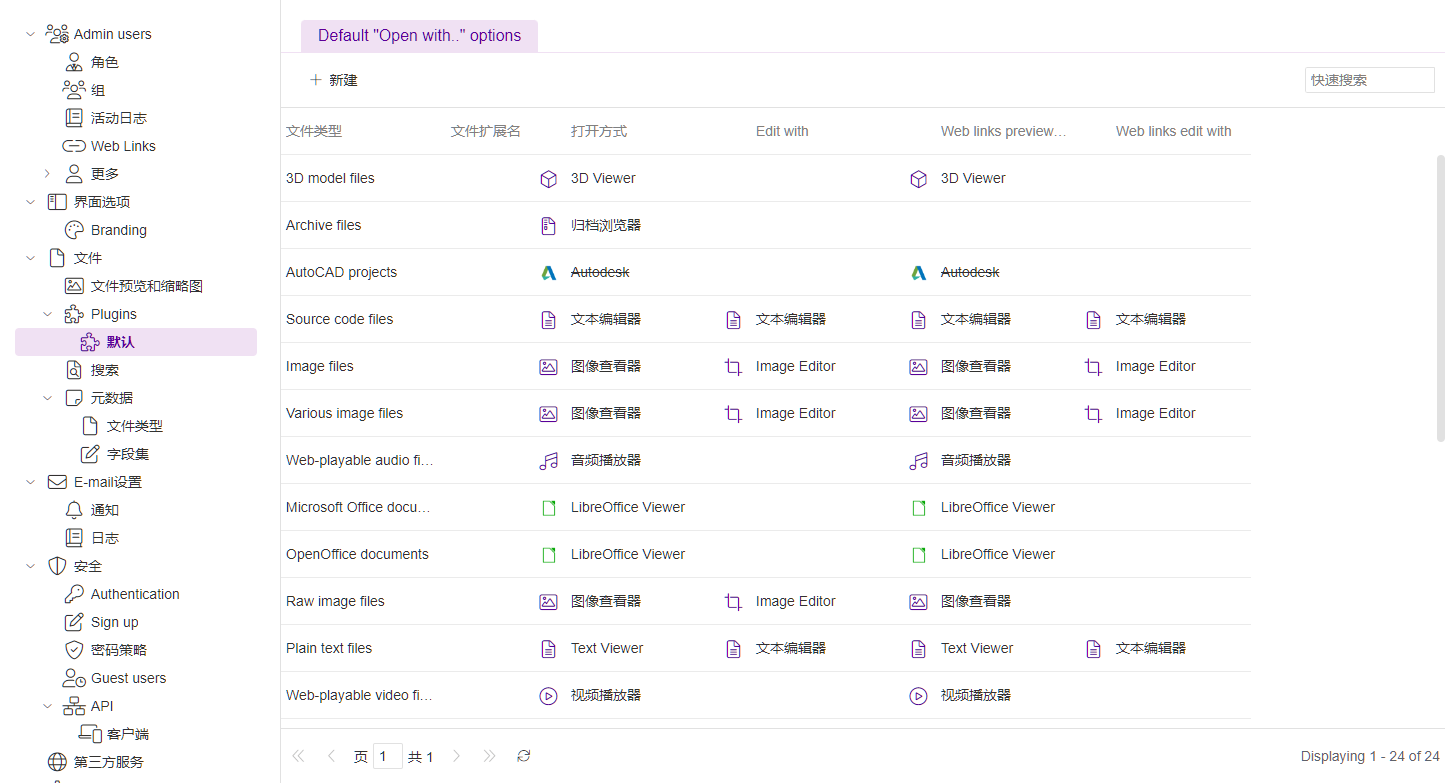 Admin users
角色
组
活动日志
Web Links
更多
界面选项
Branding
文件
文件预览和缩略图
Plugins
默认
搜索
元数据
文件类型
字段集
E-mail设置
通知
日志
安全
Authentication
Sign up
密码策略
Guest users
API
客户端
第三方服务
Default "Open with.." options
新建 快速搜索
文件类型 文件扩展名 打开方式 Edit with Web links preview… Web links edit with
3D model files 3D Viewer 3D Viewer
Archive files 归档浏览器
AutoCAD projects Autodesk Autodesk
Source code files 文本编辑器 文本编辑器 文本编辑器 文本编辑器
Image files 图像查看器 Image Editor 图像查看器 Image Editor
Various image files 图像查看器 Image Editor 图像查看器 Image Editor
Web-playable audio fi… 音频播放器 音频播放器
Microsoft Office docu… LibreOffice Viewer LibreOffice Viewer
OpenOffice documents LibreOffice Viewer LibreOffice Viewer
Raw image files 图像查看器 Image Editor 图像查看器
Plain text files Text Viewer 文本编辑器 Text Viewer 文本编辑器
Web-playable video fi… 视频播放器 视频播放器
页 1 共 1 Displaying 1 - 24 of 24